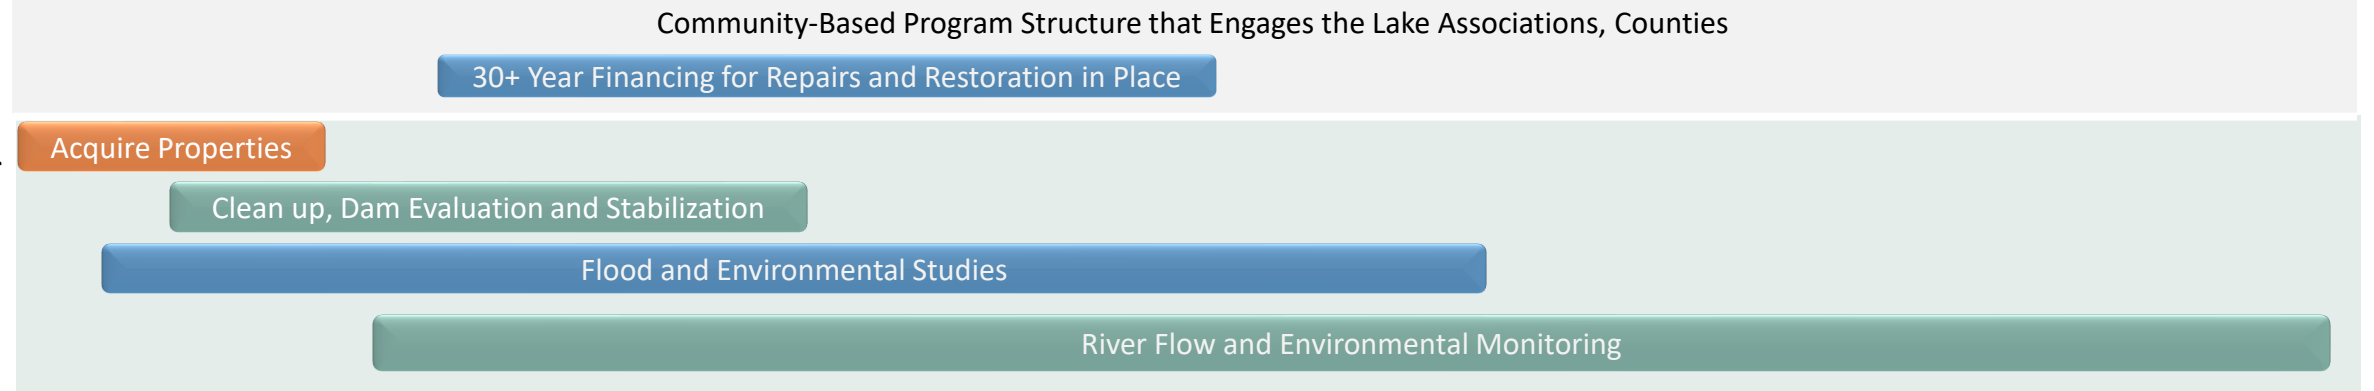 Community-Based Program Structure that Engages the Lake Associations, Counties
30+ Year Financing for Repairs and Restoration in Place
Acquire Properties
Clean up, Dam Evaluation and Stabilization
Flood and Environmental Studies
River Flow and Environmental Monitoring